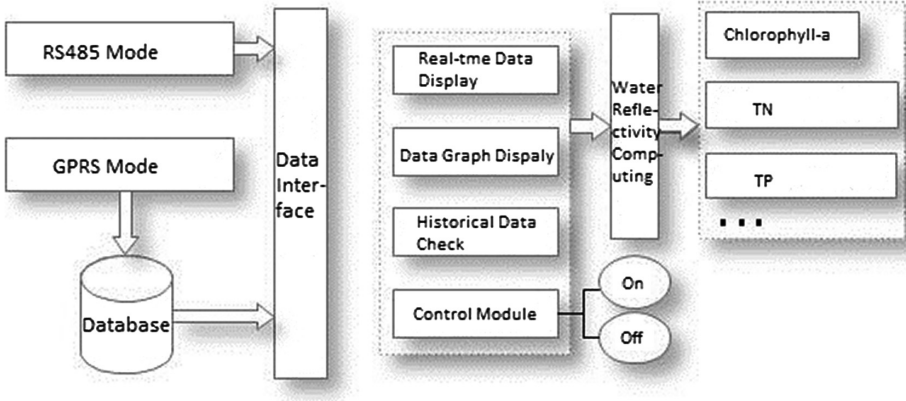 RS485 Mode
GPRS Mode
Database
Data
Inter-
face
Real-tme Data
Display
Data Graph Dispaly
Historical Data
Check
Control Module
On
Off
Water
Refle-
ctivity
Comp-
uting
Chlorophyll-a
TN
TP
...